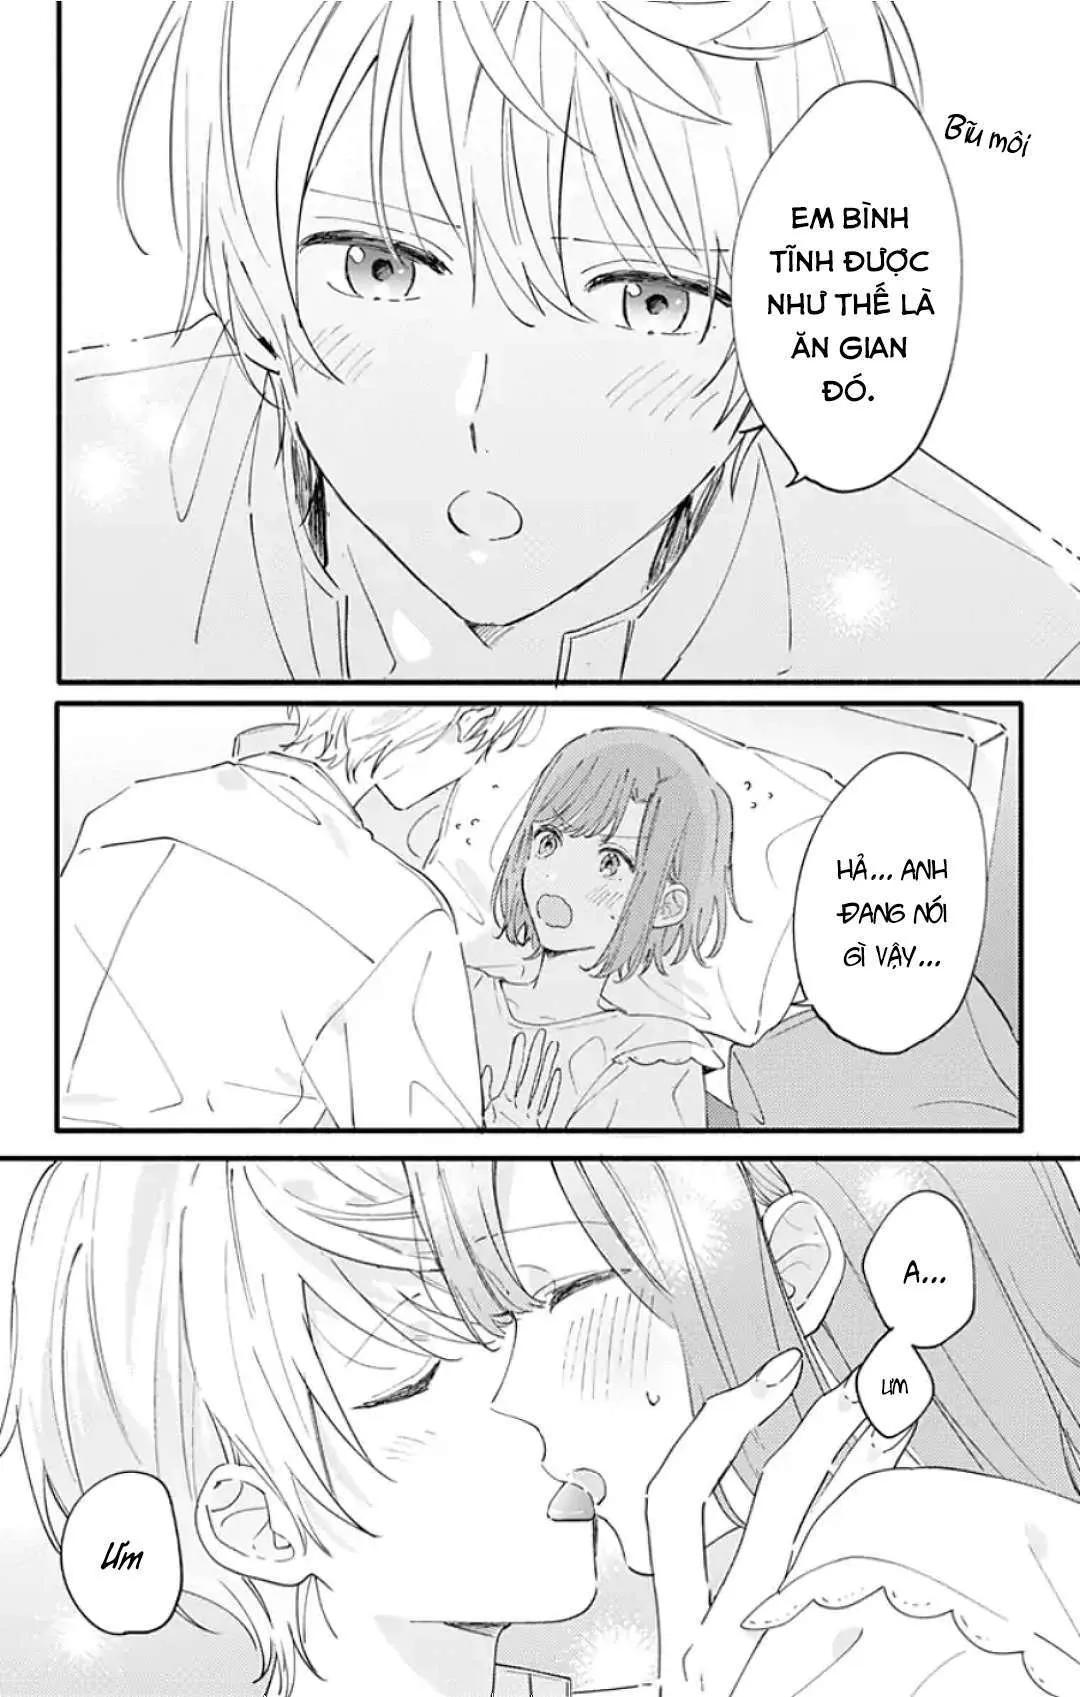 Bĩu môi
EM BÌNH
TĨNH ĐƯỢC
NHƯ THẾ LÀ
ĂN GIAN
ĐÓ.
HẢ... ANH
ĐANG NÓI
GÌ VẬY...
A...
ưm
Ưm